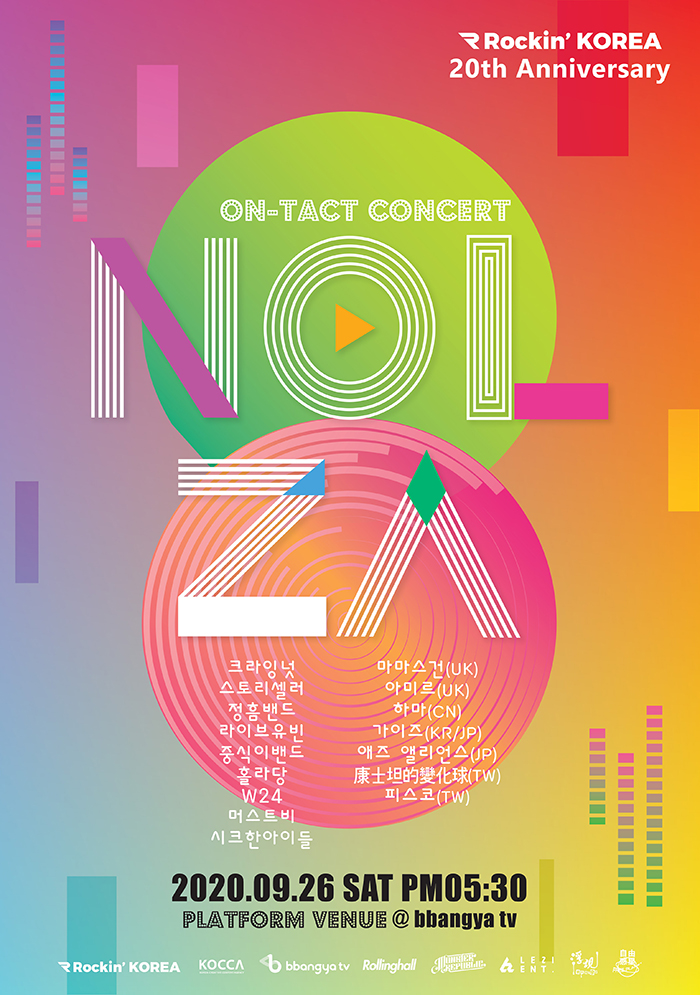 Rockin' KOREA
20th Anniversary
ON-TACT CONCERT
NOL
ZA
크라잉넛
스토리셀러
정흠밴드
라이브유빈
중식이밴드
홀라당
W24
머스트비
시크한아이들
마마스건(UK)
아미르(UK)
하마(CN)
가이즈(KR/JP)
애즈 앨리언스(JP)
康士坦的變化球(TW)
피스코(TW)
2020.09.26 SAT PM05:30
PLATFORM VENUE @ bbangya tv
Rockin' KOREA
KOCCA
bbangya tv
Rollinghall
LEZI
ENT.